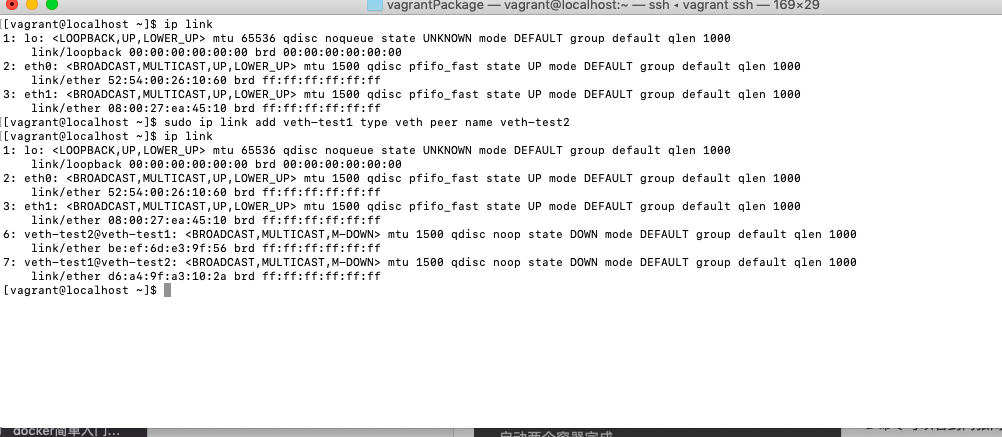 vagrantPackage — vagrant@localhost:~ — ssh ◂ vagrant ssh — 169×29
[[vagrant@localhost ~]$ ip link
1: lo: <LOOPBACK,UP,LOWER_UP> mtu 65536 qdisc noqueue state UNKNOWN mode DEFAULT group default qlen 1000
    link/loopback 00:00:00:00:00:00 brd 00:00:00:00:00:00
2: eth0: <BROADCAST,MULTICAST,UP,LOWER_UP> mtu 1500 qdisc pfifo_fast state UP mode DEFAULT group default qlen 1000
    link/ether 52:54:00:26:10:60 brd ff:ff:ff:ff:ff:ff
3: eth1: <BROADCAST,MULTICAST,UP,LOWER_UP> mtu 1500 qdisc pfifo_fast state UP mode DEFAULT group default qlen 1000
    link/ether 08:00:27:ea:45:10 brd ff:ff:ff:ff:ff:ff
[[vagrant@localhost ~]$ sudo ip link add veth-test1 type veth peer name veth-test2
[[vagrant@localhost ~]$ ip link
1: lo: <LOOPBACK,UP,LOWER_UP> mtu 65536 qdisc noqueue state UNKNOWN mode DEFAULT group default qlen 1000
    link/loopback 00:00:00:00:00:00 brd 00:00:00:00:00:00
2: eth0: <BROADCAST,MULTICAST,UP,LOWER_UP> mtu 1500 qdisc pfifo_fast state UP mode DEFAULT group default qlen 1000
    link/ether 52:54:00:26:10:60 brd ff:ff:ff:ff:ff:ff
3: eth1: <BROADCAST,MULTICAST,UP,LOWER_UP> mtu 1500 qdisc pfifo_fast state UP mode DEFAULT group default qlen 1000
    link/ether 08:00:27:ea:45:10 brd ff:ff:ff:ff:ff:ff
6: veth-test2@veth-test1: <BROADCAST,MULTICAST,M-DOWN> mtu 1500 qdisc noop state DOWN mode DEFAULT group default qlen 1000
    link/ether be:ef:6d:e3:9f:56 brd ff:ff:ff:ff:ff:ff
7: veth-test1@veth-test2: <BROADCAST,MULTICAST,M-DOWN> mtu 1500 qdisc noop state DOWN mode DEFAULT group default qlen 1000
    link/ether d6:a4:9f:a3:10:2a brd ff:ff:ff:ff:ff:ff
[vagrant@localhost ~]$
docker简单入门...
启动两个容器完成